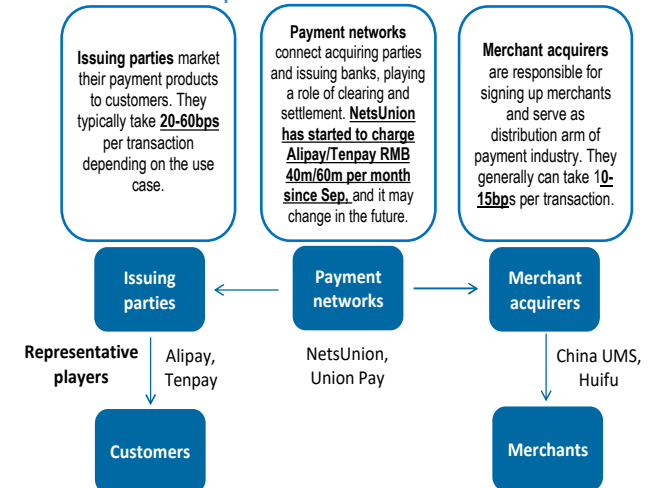 Issuing parties market
their payment products
to customers. They
typically take 20-60bps
per transaction
depending on the use
case.
Payment networks
connect acquiring parties
and issuing banks, playing
a role of clearing and
settlement. NetsUnion
has started to charge
Alipay/Tenpay RMB
40m/60m per month
since Sep, and it may
change in the future.
Merchant acquirers
are responsible for
signing up merchants
and serve as
distribution arm of
payment industry. They
generally can take 10-
15bps per transaction.
Issuing
parties
Payment
networks
Merchant
acquirers
Representative
players
Alipay,
Tenpay
NetsUnion,
Union Pay
China UMS,
Huifu
Customers
Merchants